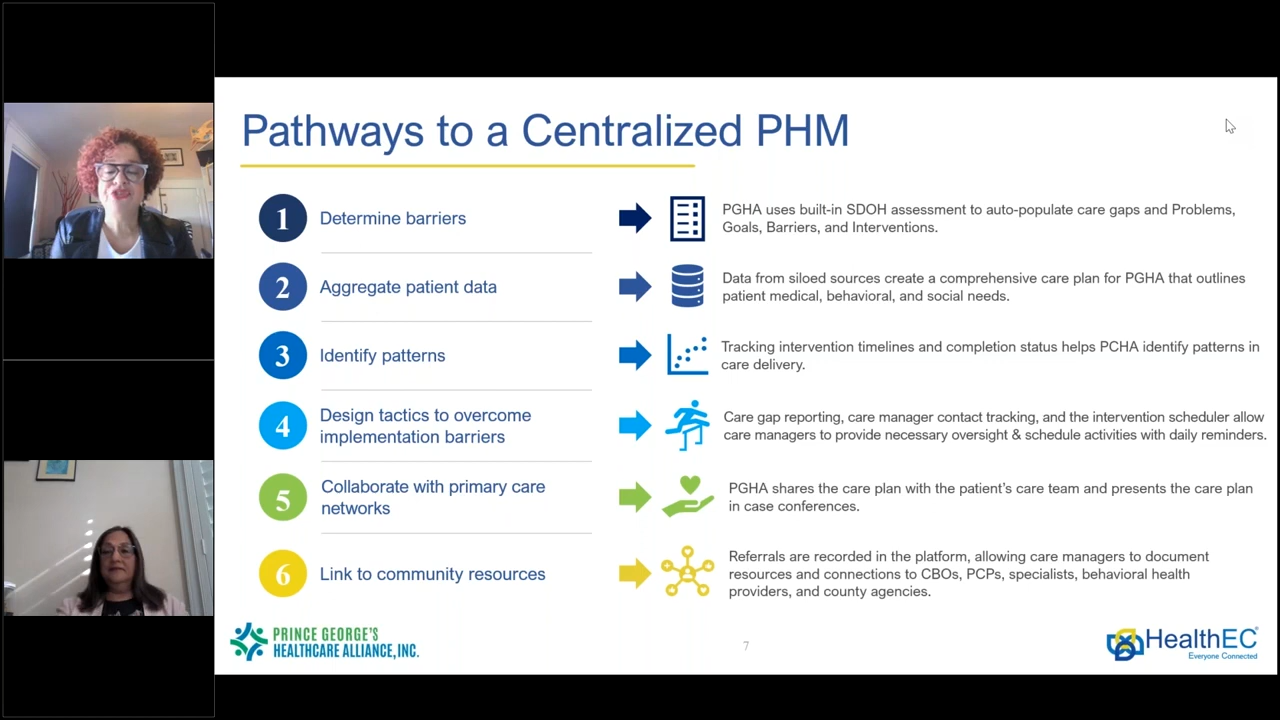 Pathways to a Centralized PHM
1
Determine barriers
PGHA uses built-in SDOH assessment to auto-populate care gaps and Problems,
Goals, Barriers, and Interventions.
2
Aggregate patient data
Data from siloed sources create a comprehensive care plan for PGHA that outlines
patient medical, behavioral, and social needs.
3
Identify patterns
Tracking intervention timelines and completion status helps PCHA identify patterns in
care delivery.
4
Design tactics to overcome
implementation barriers
Care gap reporting, care manager contact tracking, and the intervention scheduler allow
care managers to provide necessary oversight & schedule activities with daily reminders.
5
Collaborate with primary care
networks
PGHA shares the care plan with the patient's care team and presents the care plan
in case conferences.
6
Link to community resources
Referrals are recorded in the platform, allowing care managers to document
resources and connections to CBOs, PCPs, specialists, behavioral health
providers, and county agencies.
PRINCE GEORGE'S
HEALTHCARE ALLIANCE, INC.
7
HealthEC®
Everyone Connected